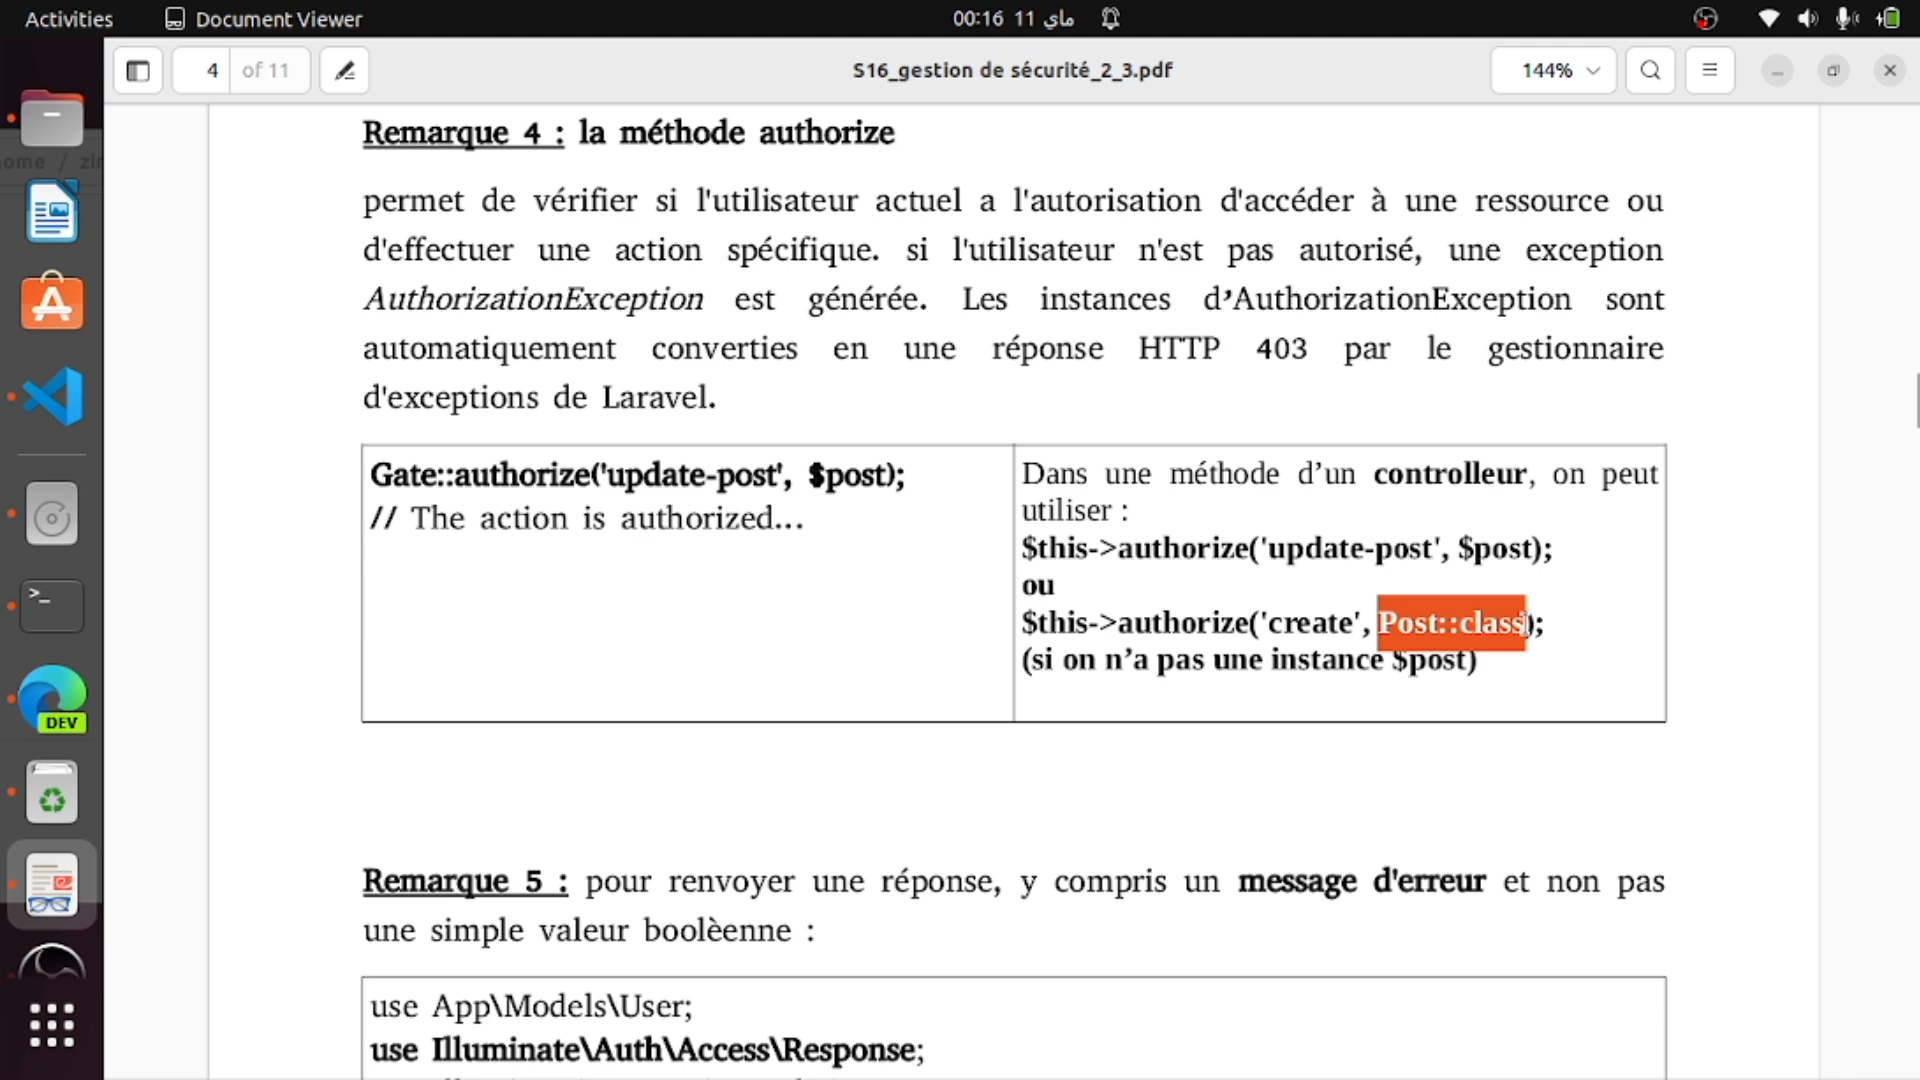 Activities
Document Viewer
00:16 11 ماي
4
of 11
S16_gestion de sécurité_2_3.pdf
144%
Remarque 4 : la méthode authorize
permet de vérifier si l'utilisateur actuel a l'autorisation d'accéder à une ressource ou
d'effectuer une action spécifique. si l'utilisateur n'est pas autorisé, une exception
AuthorizationException est générée. Les instances d’AuthorizationException sont
automatiquement converties en une réponse HTTP 403 par le gestionnaire
d'exceptions de Laravel.
Gate::authorize('update-post', $post);
// The action is authorized...
Dans une méthode d’un controlleur, on peut
utiliser :
$this->authorize('update-post', $post);
ou
$this->authorize('create', Post::class);
(si on n’a pas une instance $post)
Remarque 5 : pour renvoyer une réponse, y compris un message d'erreur et non pas
une simple valeur boolèenne :
use App\Models\User;
use Illuminate\Auth\Access\Response;
ome / zi
>_
DEV